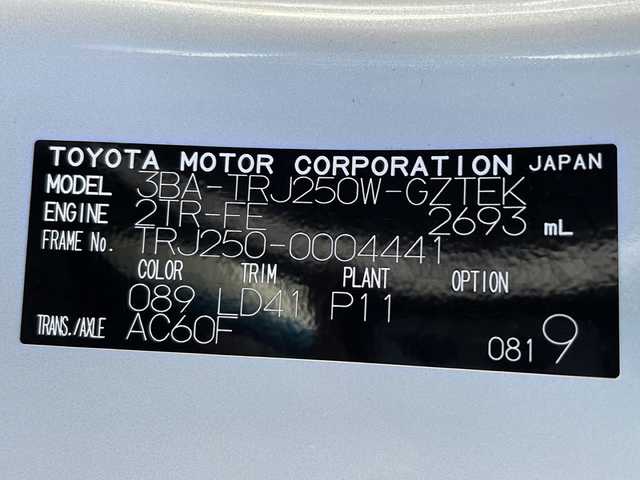 TOYOTA MOTOR CORPORATION JAPAN
MODEL 3BA-TRJ250W-GZTEK
ENGINE 2TR-FE 2693 mL
FRAME No. TRJ250-0004441
COLOR TRIM PLANT OPTION
089 LD41 P11
TRANS./AXLE AC60F
0819